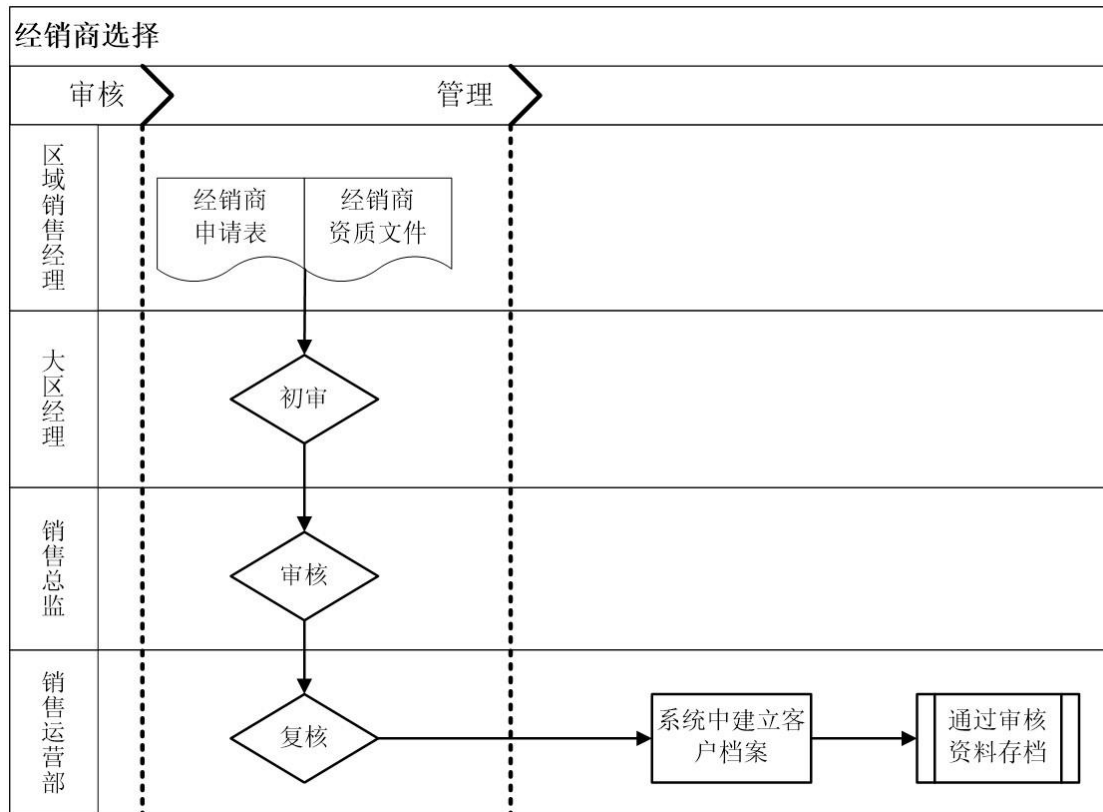 经销商选择
审核
管理
区域销售经理
经销商
申请表
经销商
资质文件
大区经理
初审
销售总监
审核
销售运营部
复核
系统中建立客
户档案
通过审核
资料存档